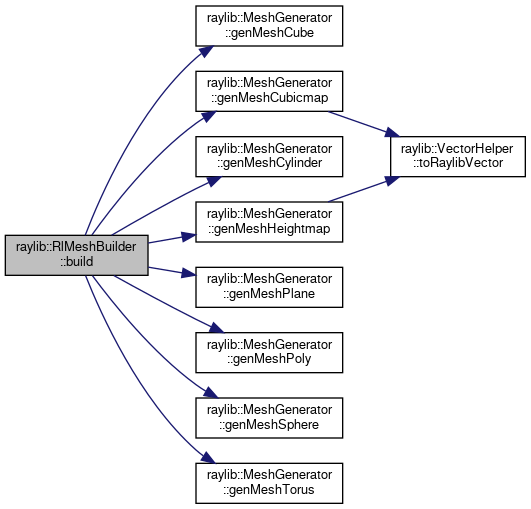 raylib::MeshGenerator
::genMeshCube
raylib::MeshGenerator
::genMeshCubicmap
raylib::MeshGenerator
::genMeshCylinder
raylib::VectorHelper
::toRaylibVector
raylib::MeshGenerator
::genMeshHeightmap
raylib::RlMeshBuilder
::build
raylib::MeshGenerator
::genMeshPlane
raylib::MeshGenerator
::genMeshPoly
raylib::MeshGenerator
::genMeshSphere
raylib::MeshGenerator
::genMeshTorus